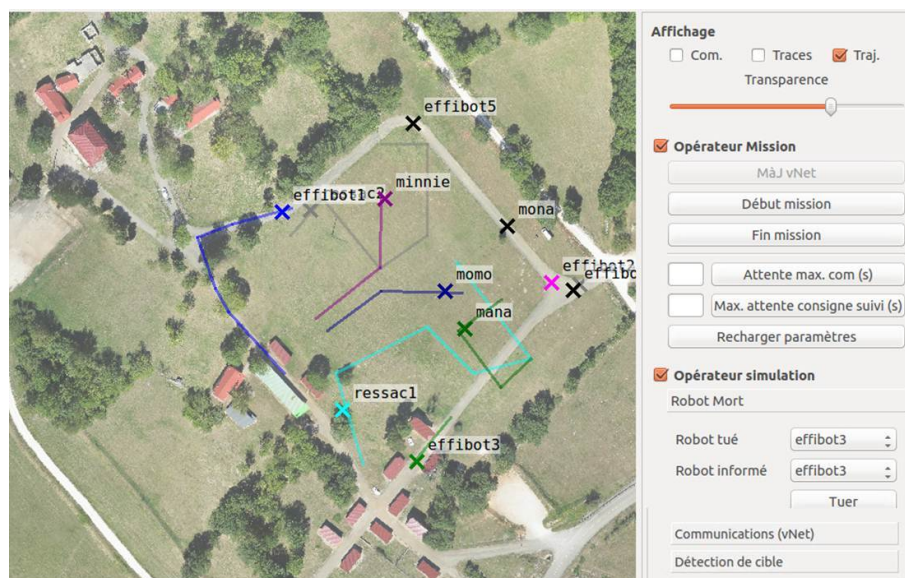 effibot5
effibot1
minnie
mona
effibot2
momo
mana
ressac1
effibot3
Affichage
Com.
Traces
Traj.
Transparence
Opérateur Mission
MàJ vNet
Début mission
Fin mission
Attente max. com (s)
Max. attente consigne suivi (s)
Recharger paramètres
Opérateur simulation
Robot Mort
Robot tué
effibot3
Robot informé
effibot3
Tuer
Communications (vNet)
Détection de cible